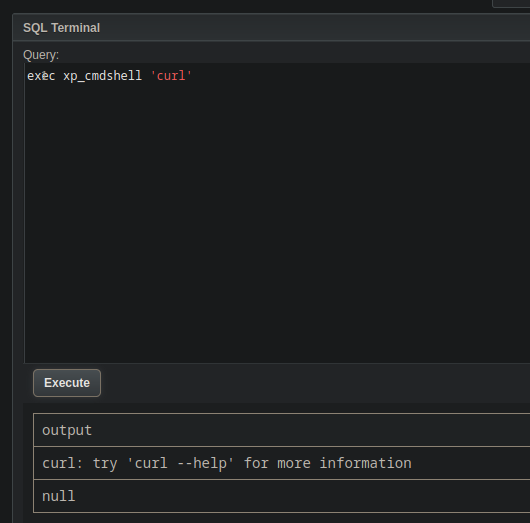 SQL Terminal
Query:
exec xp_cmdshell 'curl'
Execute
output
curl: try 'curl --help' for more information
null